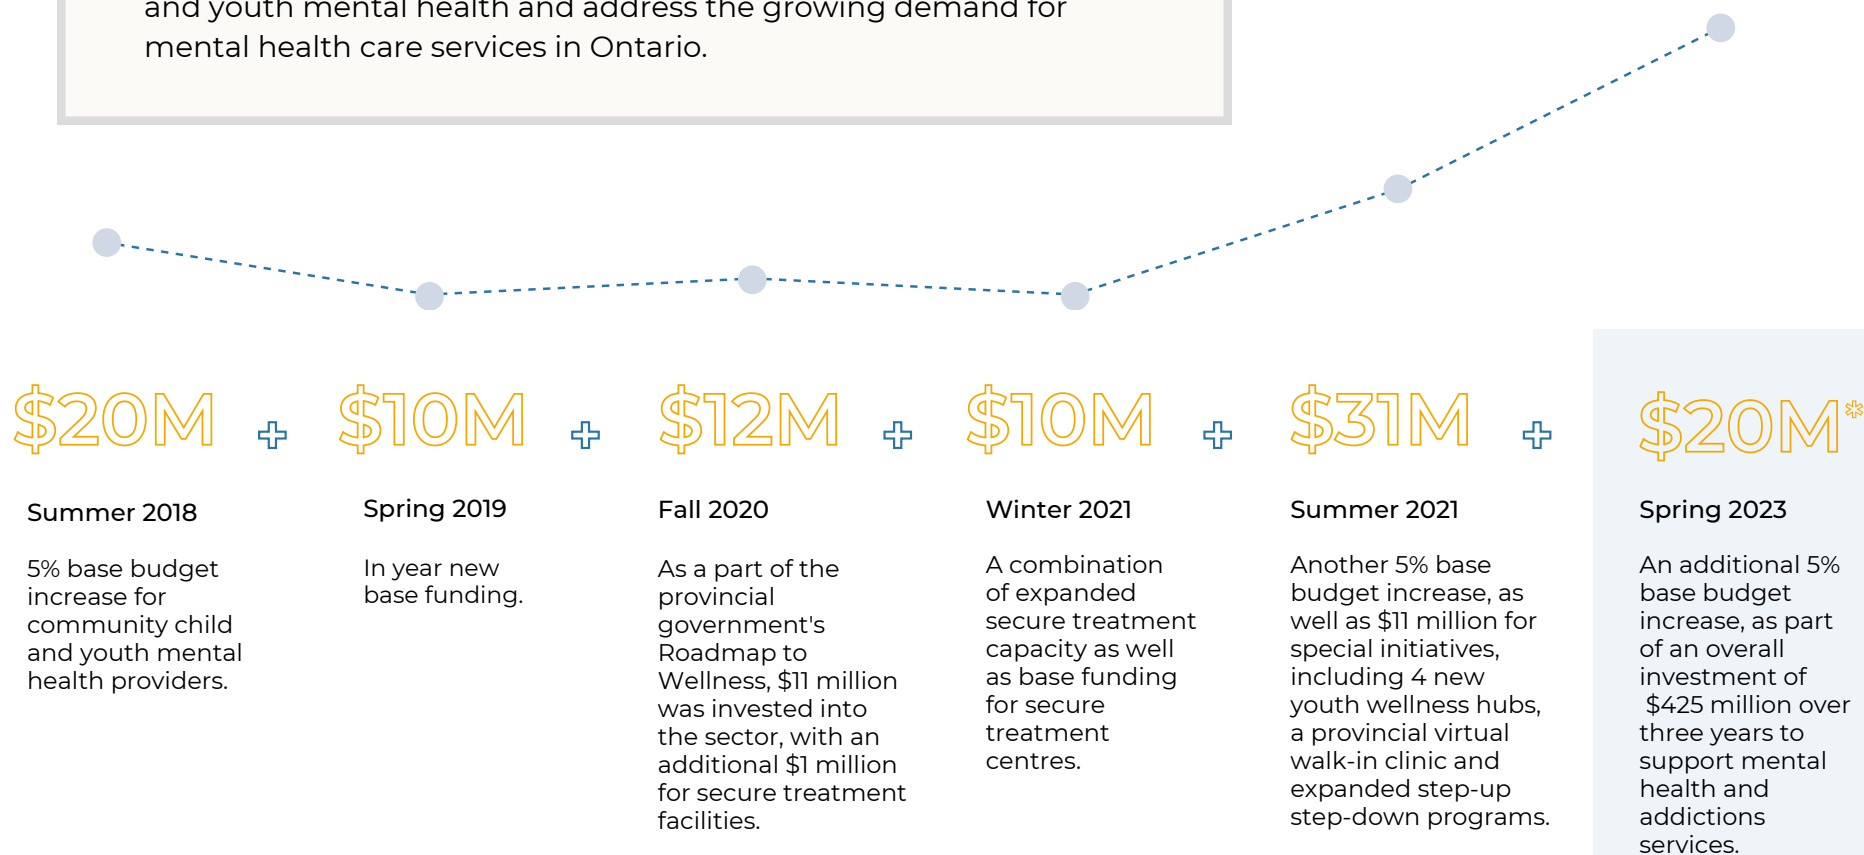 and youth mental health and address the growing demand for
mental health care services in Ontario.
$20M
Summer 2018
5% base budget
increase for
community child
and youth mental
health providers.
+
$10M
Spring 2019
In year new
base funding.
+
$12M
Fall 2020
As a part of the
provincial
government's
Roadmap to
Wellness, $11 million
was invested into
the sector, with an
additional $1 million
for secure treatment
facilities.
+
$10M
Winter 2021
A combination
of expanded
secure treatment
capacity as well
as base funding
for secure
treatment
centres.
+
$31M
Summer 2021
Another 5% base
budget increase, as
well as $11 million for
special initiatives,
including 4 new
youth wellness hubs,
a provincial virtual
walk-in clinic and
expanded step-up
step-down programs.
+
$20M*
Spring 2023
An additional 5%
base budget
increase, as part
of an overall
investment of
$425 million over
three years to
support mental
health and
addictions
services.